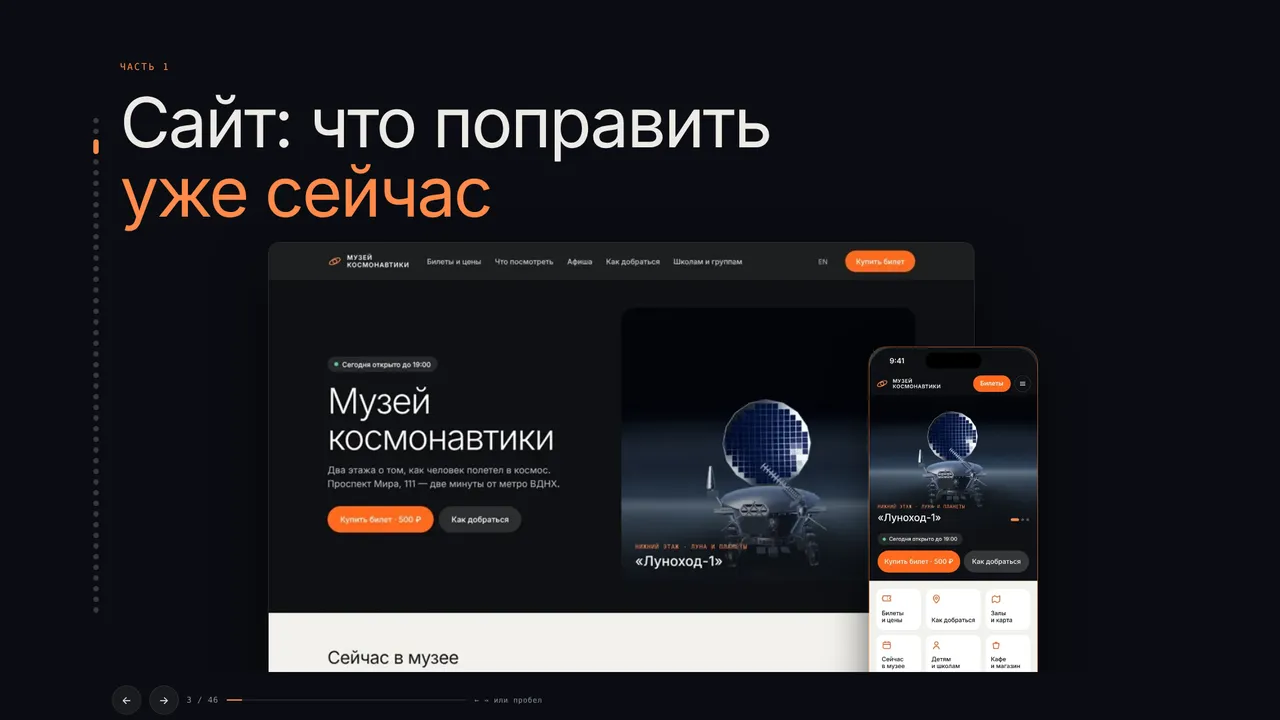 ЧАСТЬ 1
Сайт: что поправить
уже сейчас
МУЗЕЙ
КОСМОНАВТИКИ
Билеты и цены
Что посмотреть
Афиша
Как добраться
Школам и группам
EN
Купить билет
Сегодня открыто до 19:00
Музей
космонавтики
Два этажа о том, как человек полетел в космос.
Проспект Мира, 111 — две минуты от метро ВДНХ.
Купить билет · 500 ₽
Как добраться
НИЖНИЙ ЭТАЖ · ЛУНА И ПЛАНЕТЫ
«Луноход-1»
Сейчас в музее
9:41
МУЗЕЙ
КОСМОНАВТИКИ
Билеты
НИЖНИЙ ЭТАЖ · ЛУНА И ПЛАНЕТЫ
«Луноход-1»
Сегодня открыто до 19:00
Купить билет · 500 ₽
Как добраться
Билеты
и цены
Как добраться
Залы
и карта
Сейчас
в музее
Детям
и школам
Кафе
и магазин
← → 3 / 46
← → или пробел